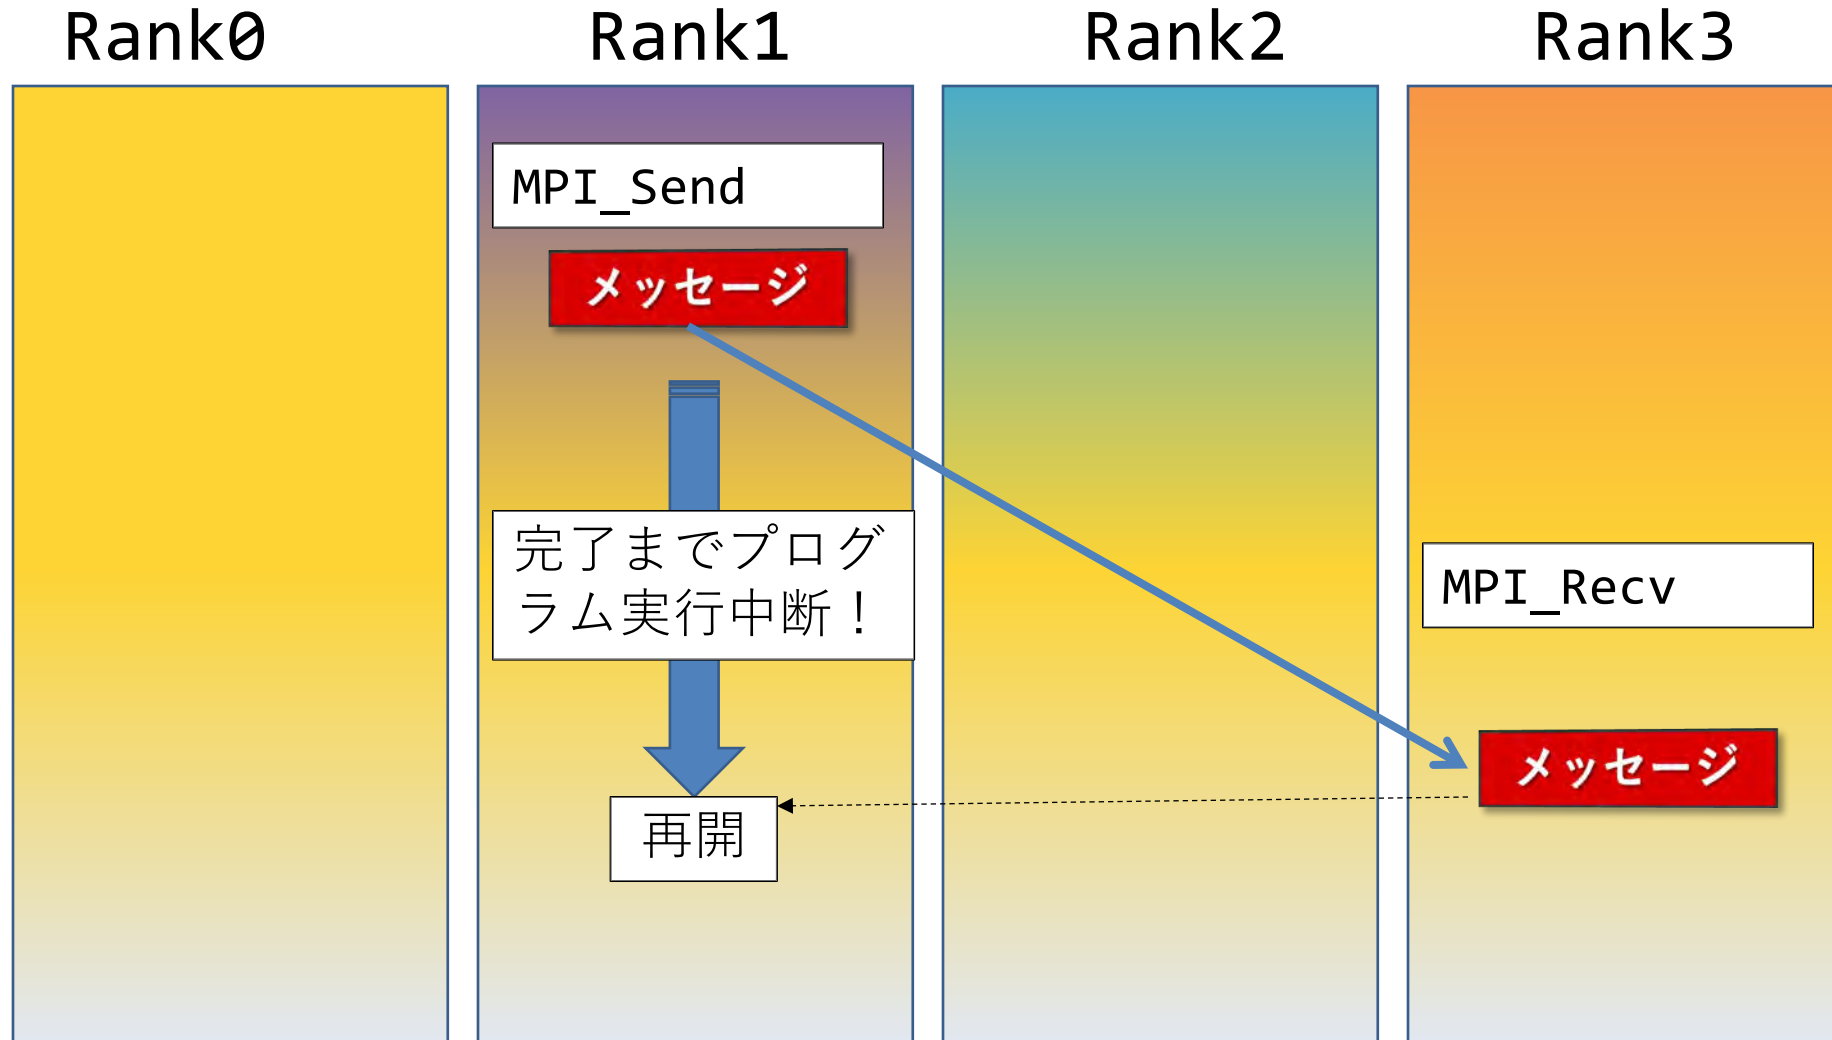 Rank0
Rank1
Rank2
Rank3
MPI_Send
メッセージ
完了までプログ
ラム実行中断！
MPI_Recv
メッセージ
再開